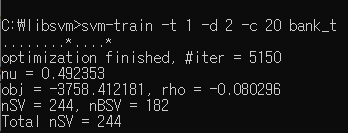 C:₩libsvm>svm-train -t 1 -d 2 -c 20 bank_t
........*....*
optimization finished, #iter = 5150
nu = 0.492353
obj = -3758.412181, rho = -0.080296
nSV = 244, nBSV = 182
Total nSV = 244